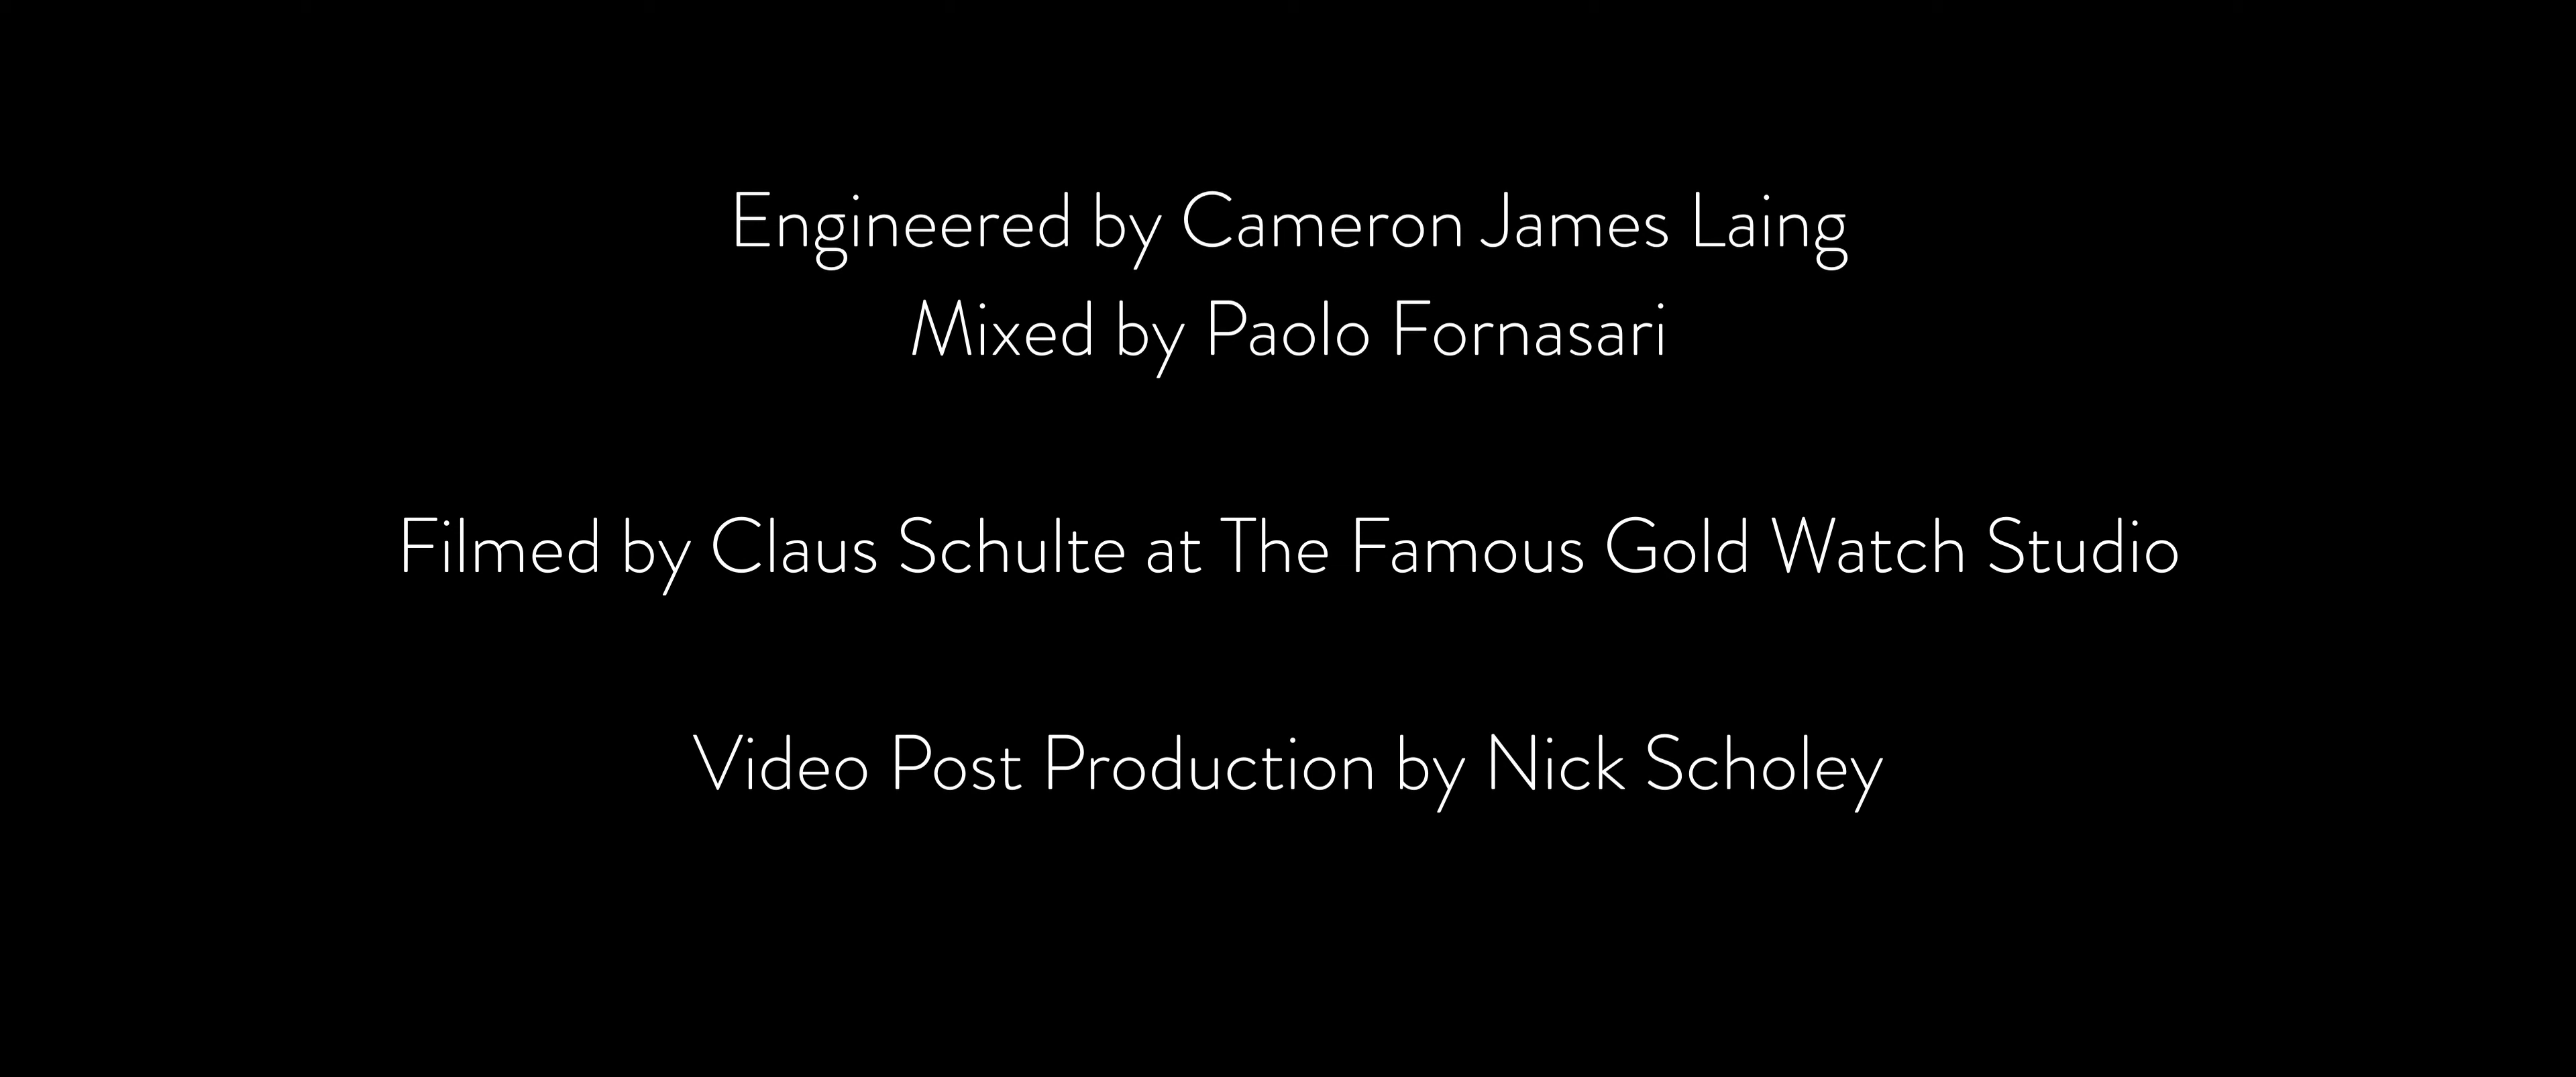 Engineered by Cameron James Laing
Mixed by Paolo Fornasari
Filmed by Claus Schulte at The Famous Gold Watch Studio
Video Post Production by Nick Scholey